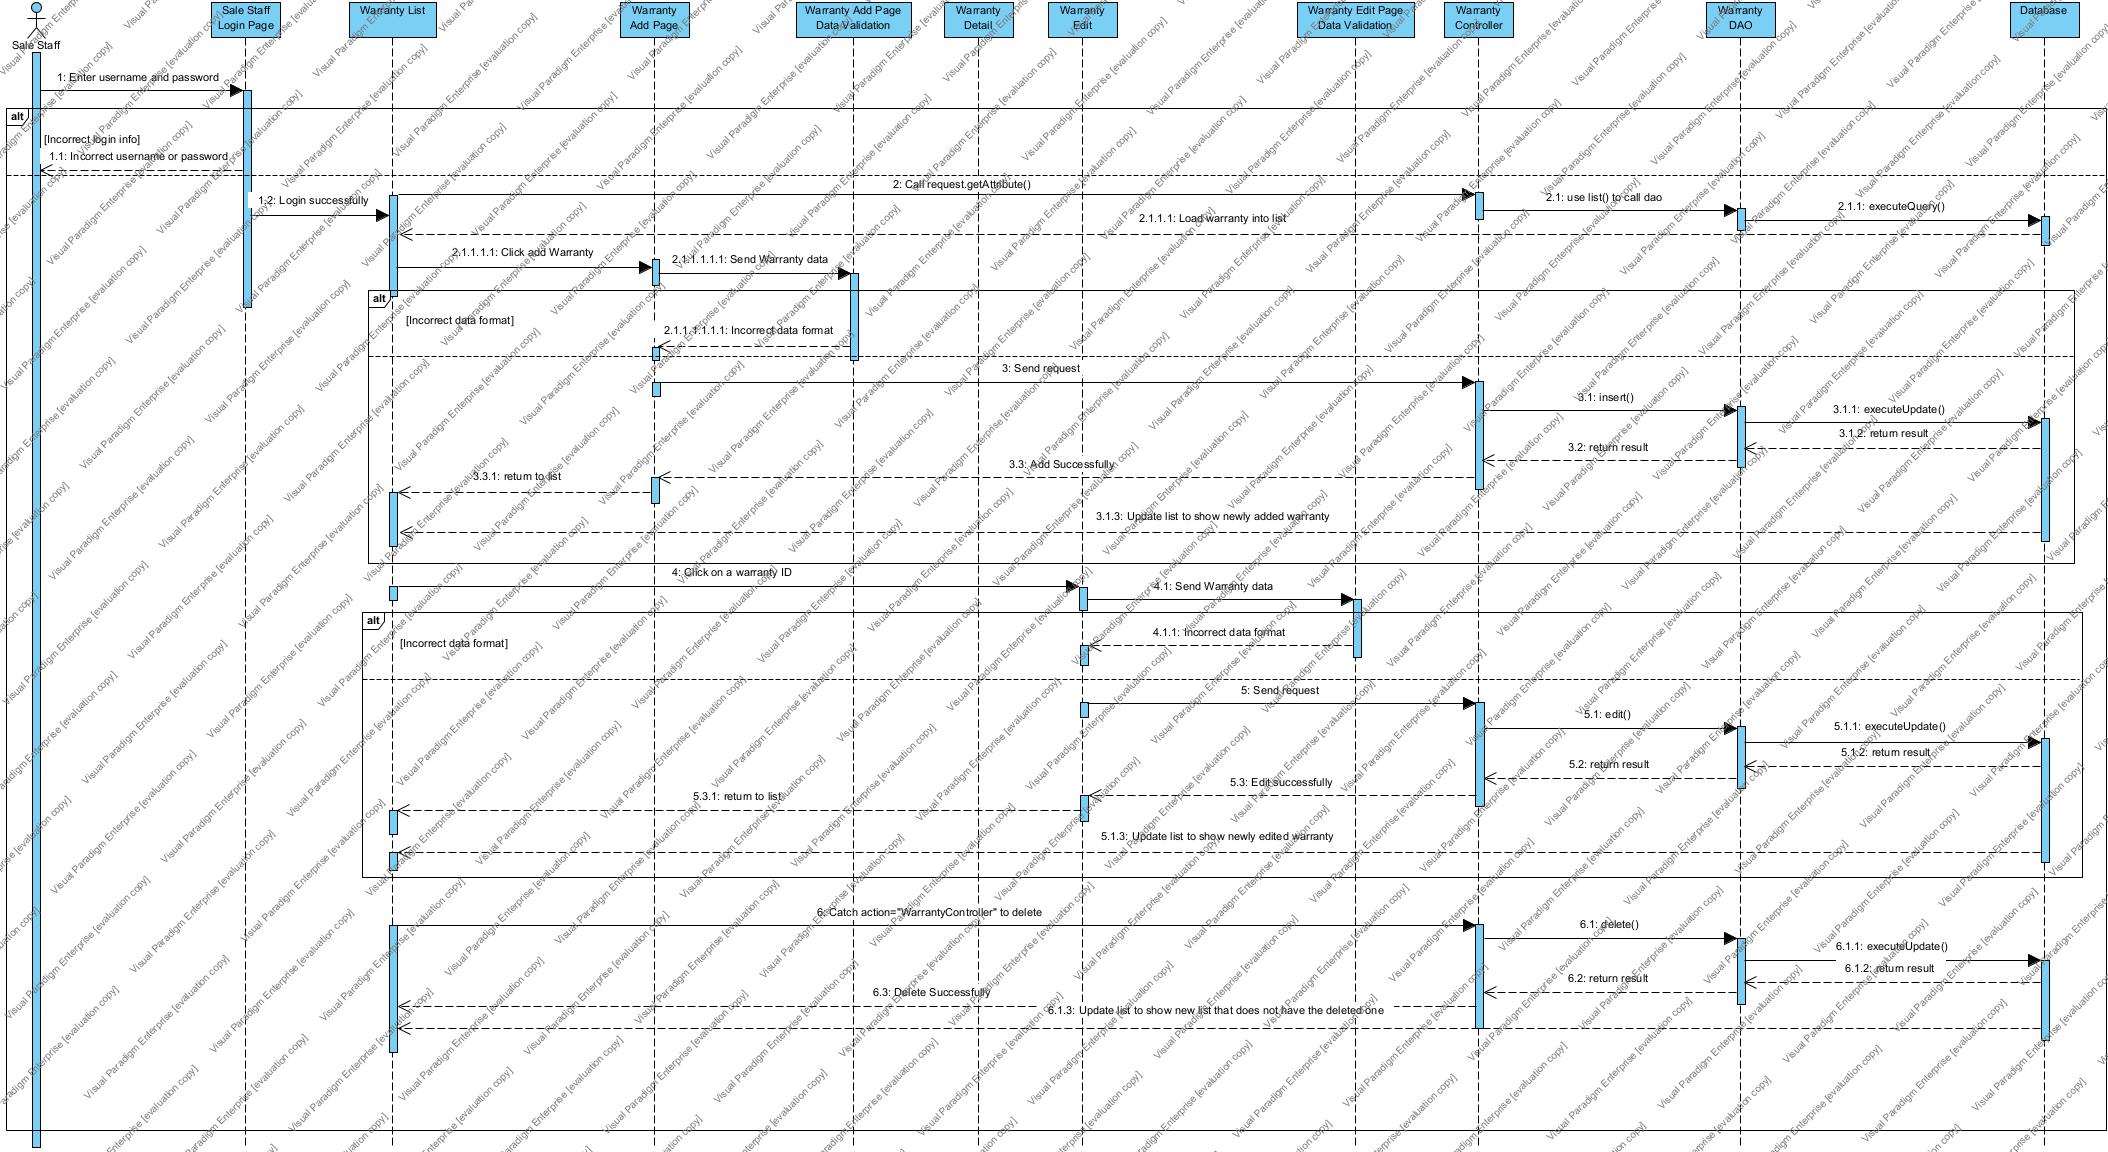 Sale Staff
Sale Staff
Login Page
Warranty List
Warranty
Add Page
Warranty Add Page
Data Validation
Warranty
Detail
Warranty
Edit
Warranty Edit Page
Data Validation
Warranty
Controller
Warranty
DAO
Database
1: Enter username and password
alt
[Incorrect login info]
1.1: Incorrect username or password
1.2: Login successfully
2: Call request.getAttribute()
2.1: use list() to call dao
2.1.1: executeQuery()
2.1.1.1: Load warranty into list
2.1.1.1.1: Click add Warranty
2.1.1.1.1.1: Send Warranty data
alt
[Incorrect data format]
2.1.1.1.1.1.1: Incorrect data format
3: Send request
3.1: insert()
3.1.1: executeUpdate()
3.1.2: return result
3.2: return result
3.3: Add Successfully
3.3.1: return to list
3.1.3: Update list to show newly added warranty
4: Click on a warranty ID
4.1: Send Warranty data
alt
[Incorrect data format]
4.1.1: Incorrect data format
5: Send request
5.1: edit()
5.1.1: executeUpdate()
5.1.2: return result
5.2: return result
5.3: Edit successfully
5.3.1: return to list
5.1.3: Update list to show newly edited warranty
6: Catch action="WarrantyController" to delete
6.1: delete()
6.1.1: executeUpdate()
6.1.2: return result
6.2: return result
6.3: Delete Successfully
6.1.3: Update list to show new list that does not have the deleted one
Visual Paradigm Enterprise [evaluation copy]